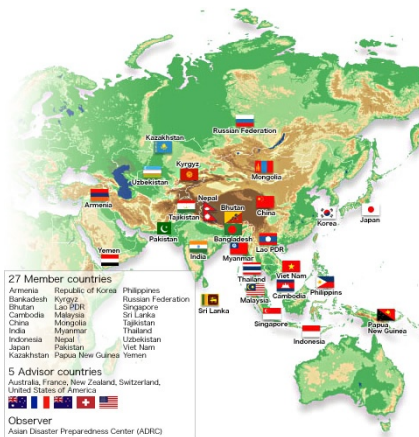 Russian Federation
Kazakhstan
Kyrgyz
Mongolia
Uzbekistan
Armenia
Nepal
Bhutan
China
Tajikistan
Korea
Japan
Pakistan
Bangladesh
Lao PDR
Yemen
India
Myanmar
Viet Nam
Thailand
Cambodia
Philippins
Malaysia
Sri Lanka
Singapore
Papua
New Guinea
Indonesia
27 Member countries
Armenia Republic of Korea Philippines
Bankadesh Kyrgyz Russian Federation
Bhutan Lao PDR Singapore
Cambodia Malaysia Sri Lanka
China Mongolia Tajikistan
India Myanmar Thailand
Indonesia Nepal Uzbekistan
Japan Pakistan Viet Nam
Kazakhstan Papua New Guinea Yemen
5 Advisor countries
Australia, France, New Zealand, Switzerland,
United States of America
Observer
Asian Disaster Preparedness Center (ADRC)